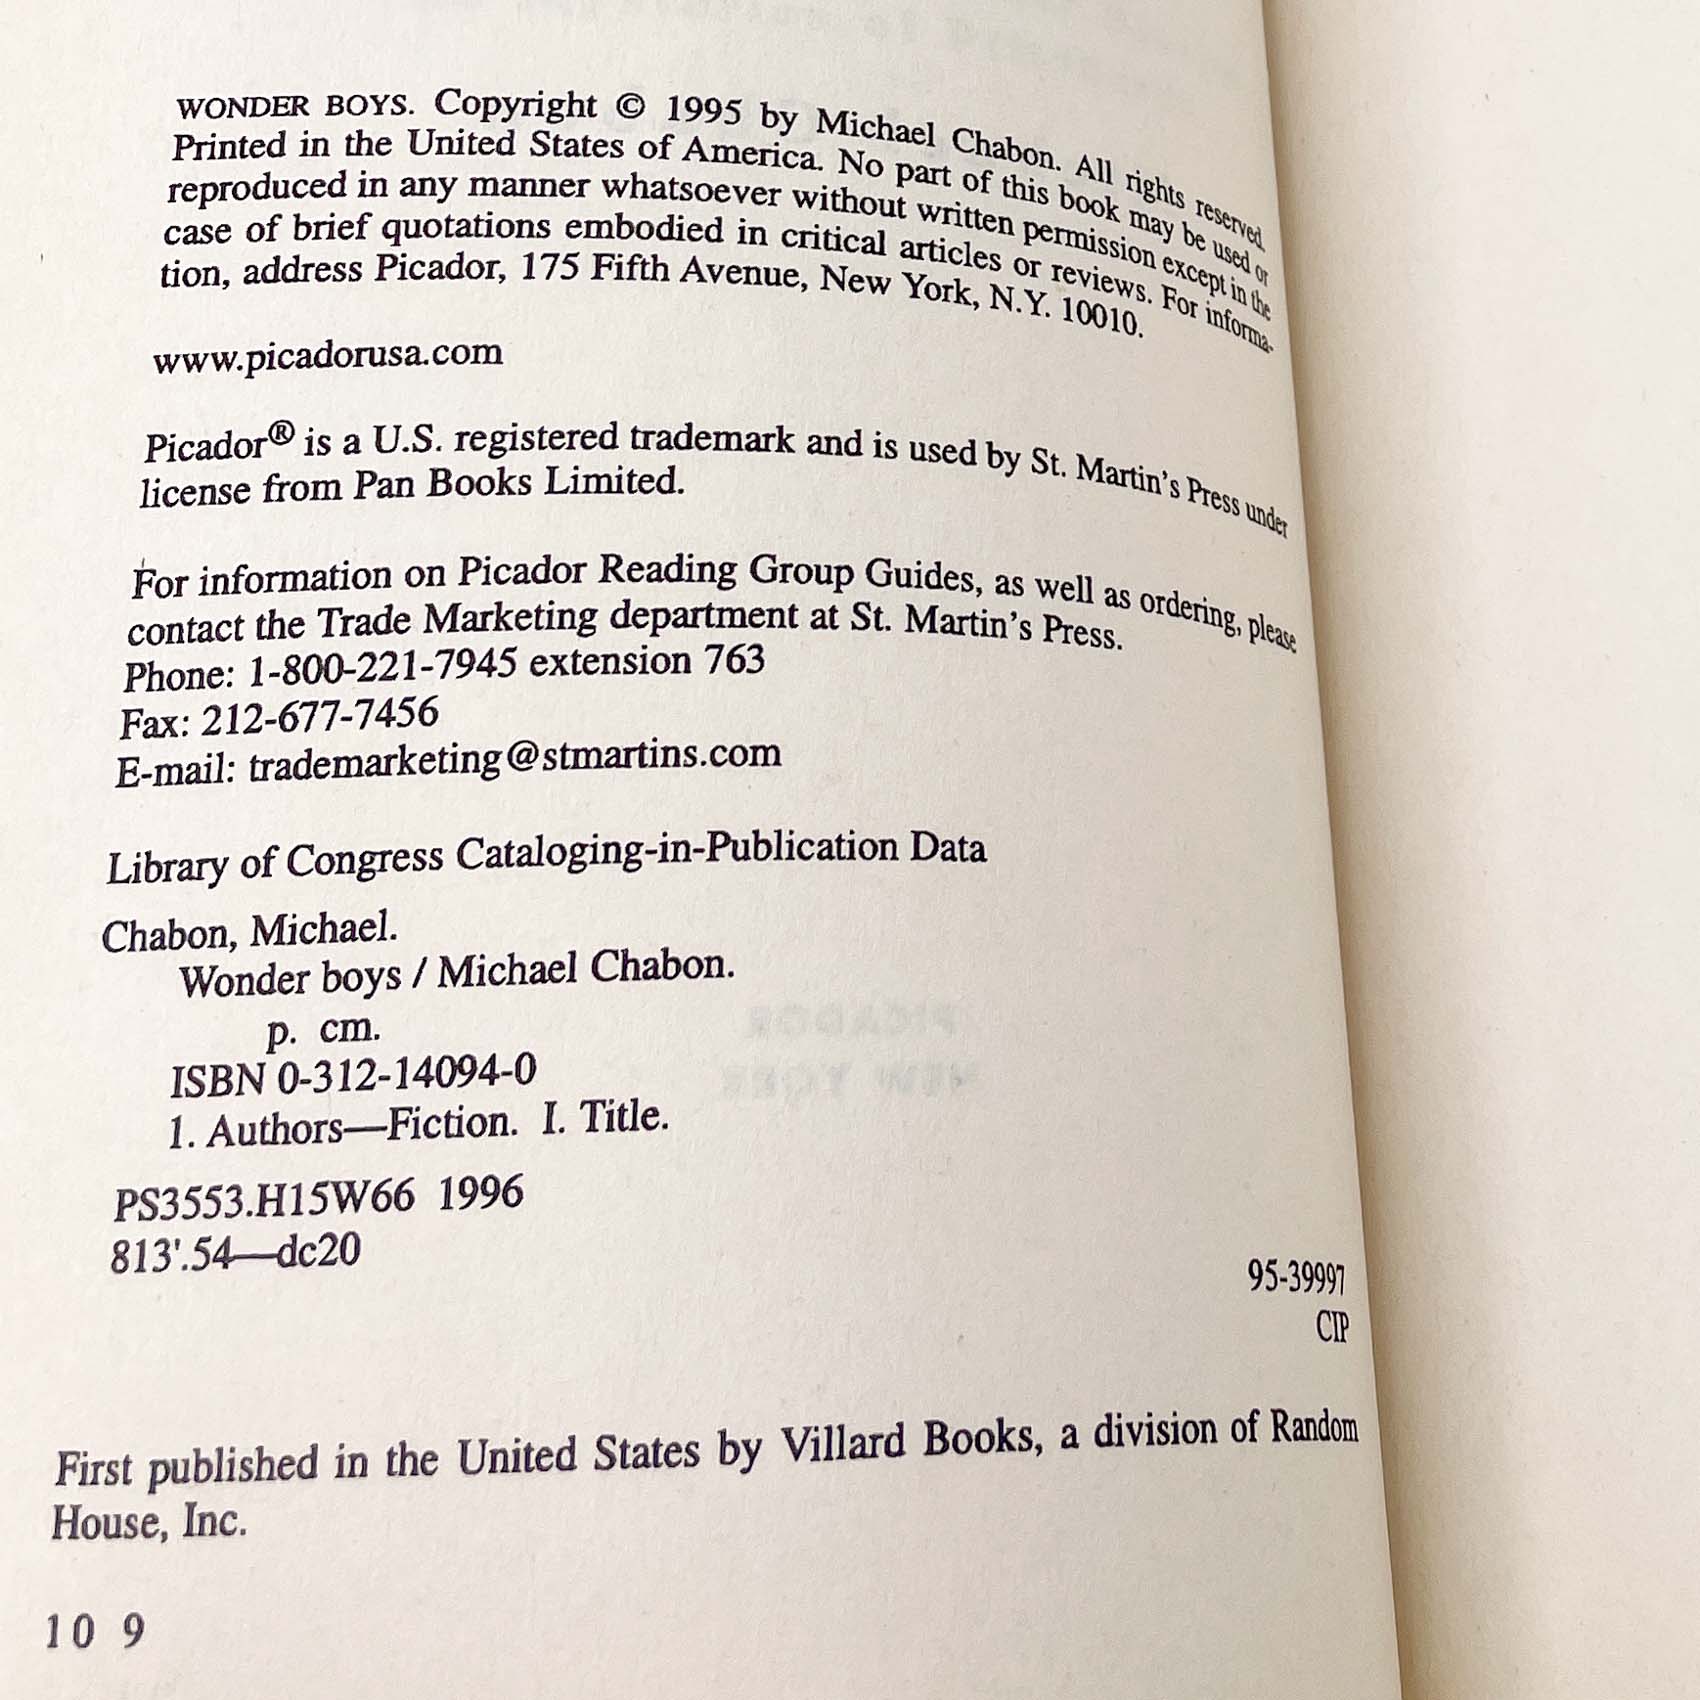 WONDER BOYS. Copyright © 1995 by Michael Chabon. All rights reserved.
Printed in the United States of America. No part of this book may be used or
reproduced in any manner whatsoever without written permission except in the
case of brief quotations embodied in critical articles or reviews. For informa-
tion, address Picador, 175 Fifth Avenue, New York, N.Y. 10010.
www.picadorusa.com
Picador® is a U.S. registered trademark and is used by St. Martin's Press under
license from Pan Books Limited.
For information on Picador Reading Group Guides, as well as ordering, please
contact the Trade Marketing department at St. Martin's Press.
Phone: 1-800-221-7945 extension 763
Fax: 212-677-7456
E-mail: trademarketing@stmartins.com
Library of Congress Cataloging-in-Publication Data
Chabon, Michael.
Wonder boys / Michael Chabon.
p. cm.
ISBN 0-312-14094-0
1. Authors—Fiction. I. Title.
PS3553.H15W66 1996
813'.54—dc20
95-39997
CIP
First published in the United States by Villard Books, a division of Random
House, Inc.
10 9